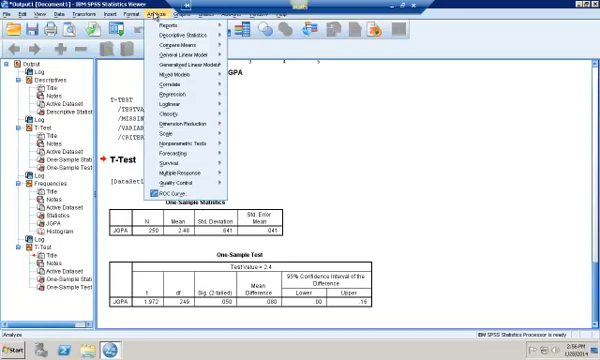 *Output1 [Document1] - IBM SPSS Statistics Viewer
File Edit View Data Transform Insert Format Analyze
Reports
Descriptive Statistics
Compare Means
General Linear Model
Generalized Linear Models
Mixed Models
Correlate
Regression
Loglinear
Classify
Dimension Reduction
Scale
Nonparametric Tests
Forecasting
Survival
Multiple Response
Quality Control
ROC Curve...
Output
Log
Descriptives
Title
Notes
Active Dataset
Descriptive Statist
Log
T-Test
Title
Notes
Active Dataset
One-Sample Statist
One-Sample Test
Log
Frequencies
Title
Notes
Active Dataset
Statistics
JGPA
Histogram
Log
T-Test
Title
Notes
Active Dataset
One-Sample Statist
One-Sample Test
JGPA
T-TEST
/TESTVA
/MISSIN
/VARIAB
/CRITER
T-Test
[DataSet1
One-Sample Statistics
N Mean Std. Deviation Std. Error Mean
JGPA 250 2.48 .641 .041
One-Sample Test
Test Value = 2.4
t df Sig. (2-tailed) Mean Difference 95% Confidence Interval of the Difference
Lower Upper
JGPA 1.972 249 .050 .080 .00 .16
Analyze
IBM SPSS Statistics Processor is ready
Start
2:56 PM